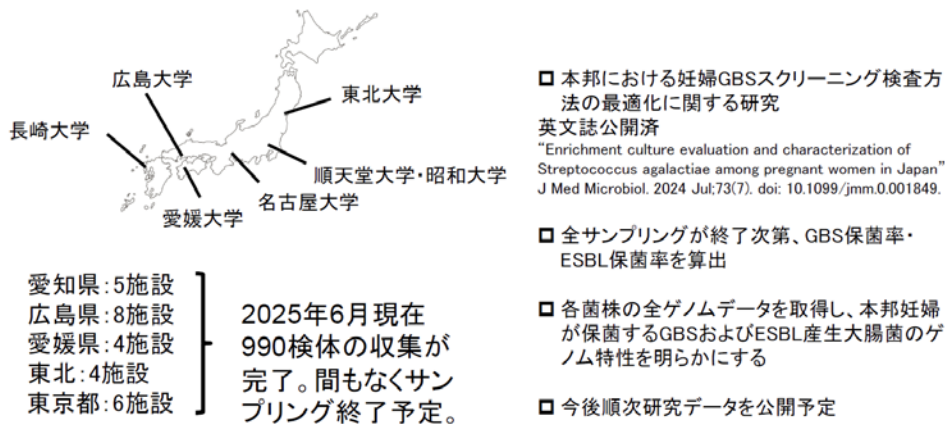 広島大学
長崎大学
東北大学
順天堂大学・昭和大学
名古屋大学
愛媛大学
愛知県:5施設
広島県:8施設
愛媛県:4施設
東北:4施設
東京都:6施設
2025年6月現在
990検体の収集が
完了。間もなくサン
プリング終了予定。
□ 本邦における妊婦GBSスクリーニング検査方
法の最適化に関する研究
英文誌公開済
"Enrichment culture evaluation and characterization of
Streptococcus agalactiae among pregnant women in Japan"
J Med Microbiol. 2024 Jul;73(7). doi: 10.1099/jmm.0.001849.
□ 全サンプリングが終了次第、GBS保菌率・
ESBL保菌率を算出
□ 各菌株の全ゲノムデータを取得し、本邦妊婦
が保菌するGBSおよびESBL産生大腸菌のゲ
ノム特性を明らかにする
□ 今後順次研究データを公開予定